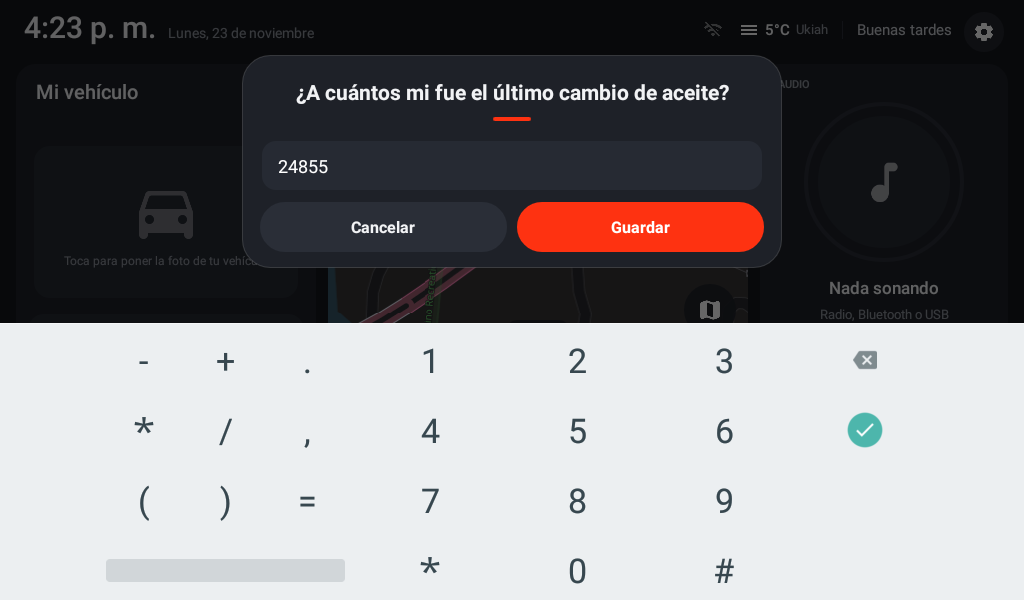 4:23 p. m.
Lunes, 23 de noviembre
5°C Ukiah
Buenas tardes
Mi vehículo
AUDIO
¿A cuántos mi fue el último cambio de aceite?
24855
Cancelar
Guardar
Toca para poner la foto de tu
Nada sonando
Radio, Bluetooth o USB
- + . 1 2 3
* / , 4 5 6
( ) = 7 8 9
* 0 #